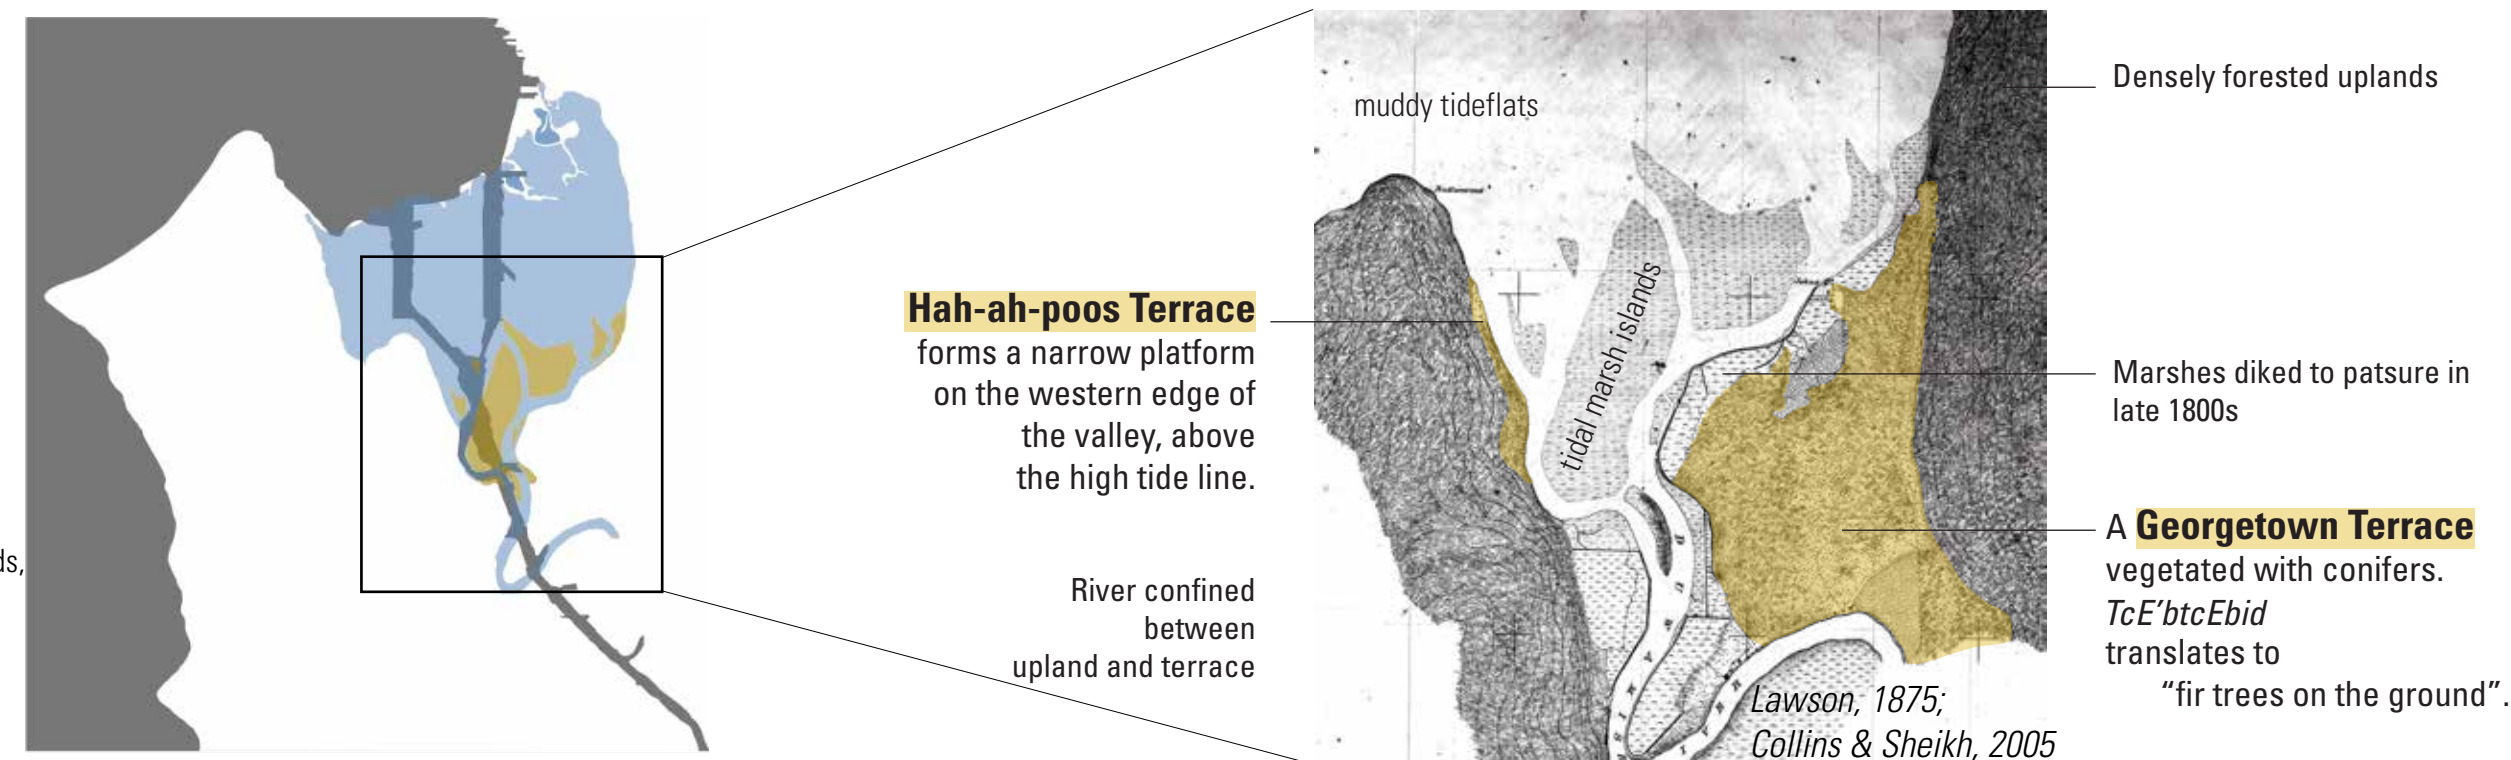 ds,
Hah-ah-poos Terrace
forms a narrow platform
on the western edge of
the valley, above
the high tide line.
River confined
between
upland and terrace
muddy tideflats
tidal marsh islands
D U W A M I S H
Lawson, 1875;
Collins & Sheikh, 2005
Densely forested uplands
Marshes diked to patsure in
late 1800s
A Georgetown Terrace
vegetated with conifers.
TcE’btcEbid
translates to
“fir trees on the ground”.